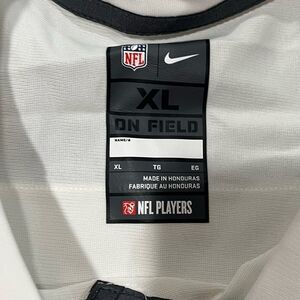 NFL
XL
ON FIELD
NAME/#
XL TG EG
MADE IN HONDURAS
FABRIQUE AU HONDURAS
NFL PLAYERS